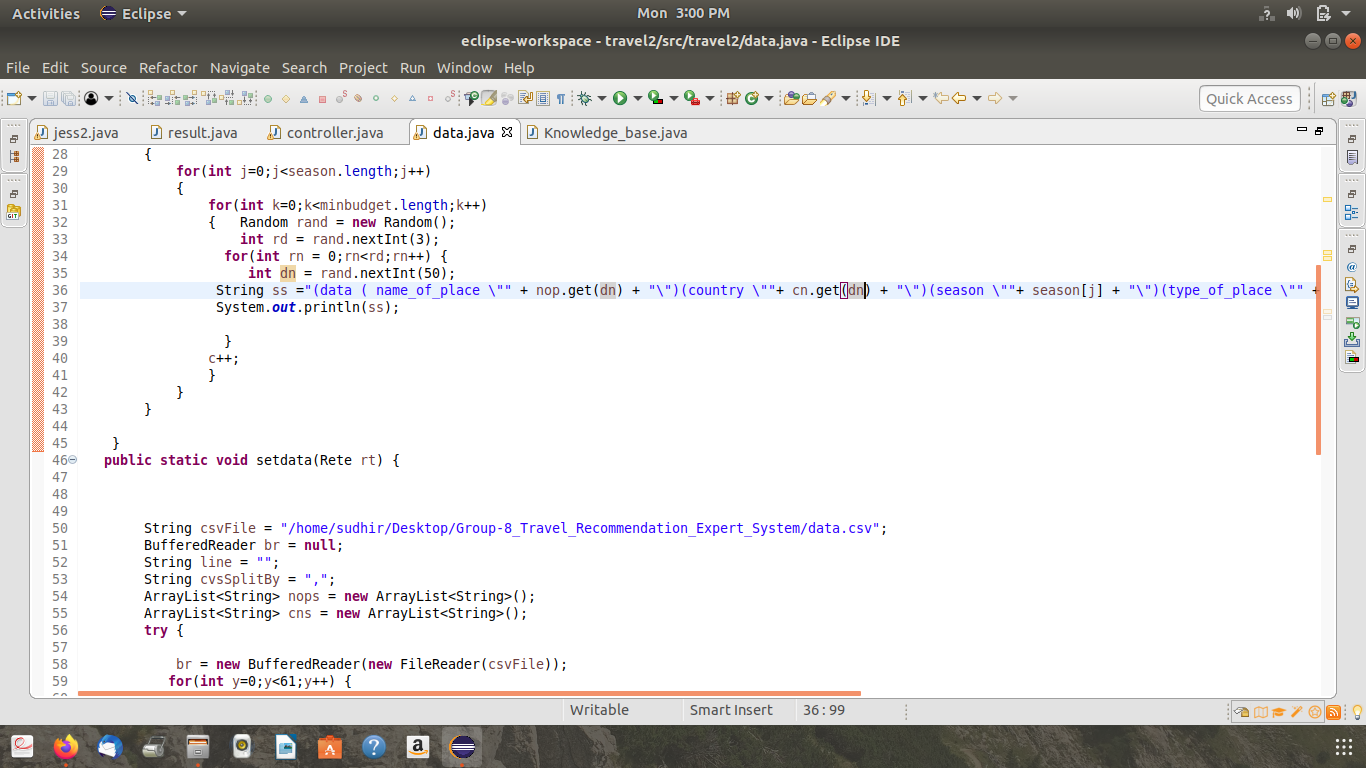 Activities Eclipse Mon 3:00 PM
eclipse-workspace - travel2/src/travel2/data.java - Eclipse IDE
File Edit Source Refactor Navigate Search Project Run Window Help
Quick Access
jess2.java result.java controller.java data.java Knowledge_base.java
28 {
29 for(int j=0;j<season.length;j++)
30 {
31 for(int k=0;k<minbudget.length;k++)
32 { Random rand = new Random();
33 int rd = rand.nextInt(3);
34 for(int rn = 0;rn<rd;rn++) {
35 int dn = rand.nextInt(50);
36 String ss ="(data ( name_of_place \"" + nop.get(dn) + "\")(country \""+ cn.get(dn) + "\")(season \""+ season[j] + "\")(type_of_place \"" +
37 System.out.println(ss);
38
39 }
40 c++;
41 }
42 }
43 }
44
45 }
46 public static void setdata(Rete rt) {
47
48
49
50 String csvFile = "/home/sudhir/Desktop/Group-8_Travel_Recommendation_Expert_System/data.csv";
51 BufferedReader br = null;
52 String line = "";
53 String cvsSplitBy = ",";
54 ArrayList<String> nops = new ArrayList<String>();
55 ArrayList<String> cns = new ArrayList<String>();
56 try {
57
58 br = new BufferedReader(new FileReader(csvFile));
59 for(int y=0;y<61;y++) {
Writable Smart Insert 36 : 99